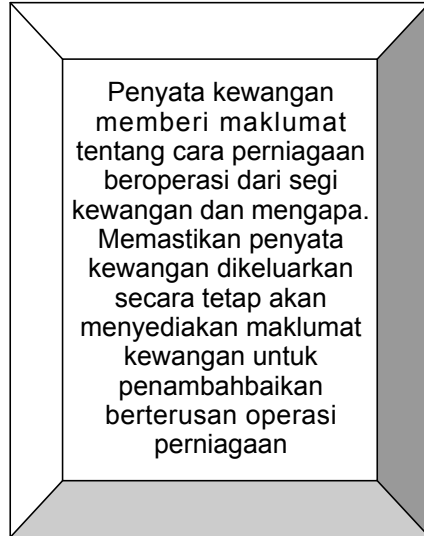 Penyata kewangan
memberi maklumat
tentang cara perniagaan
beroperasi dari segi
kewangan dan mengapa.
Memastikan penyata
kewangan dikeluarkan
secara tetap akan
menyediakan maklumat
kewangan untuk
penambahbaikan
berterusan operasi
perniagaan